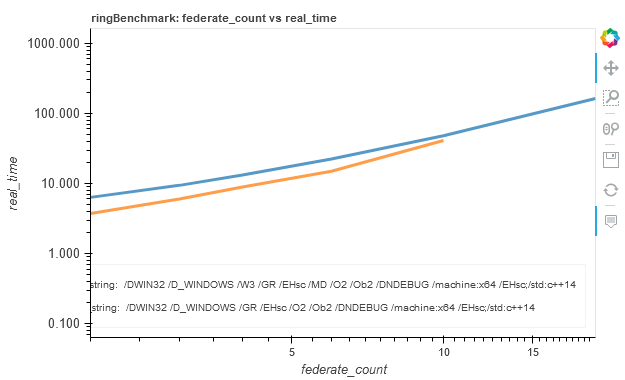 ringBenchmark: federate_count vs real_time
1000.000
100.000
10.000
1.000
0.100
real_time
string: /DWIN32 /D_WINDOWS /W3 /GR /EHsc /MD /O2 /Ob2 /DNDEBUG /machine:x64 /EHsc;/std:c++14
string: /DWIN32 /D_WINDOWS /GR /EHsc /O2 /Ob2 /DNDEBUG /machine:x64 /EHsc;/std:c++14
5 10 15
federate_count